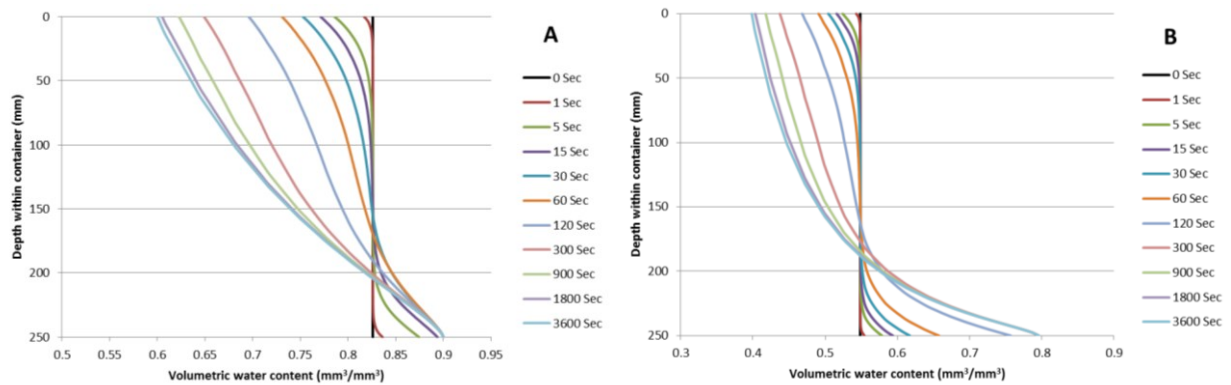 A
0.5 0.55 0.6 0.65 0.7 0.75 0.8 0.85 0.9 0.95
0
50
100
150
200
250
Depth within container (mm)
Volumetric water content (mm³/mm³)
0 Sec
1 Sec
5 Sec
15 Sec
30 Sec
60 Sec
120 Sec
300 Sec
900 Sec
1800 Sec
3600 Sec
B
0.3 0.4 0.5 0.6 0.7 0.8 0.9
0
50
100
150
200
250
Depth within container (mm)
Volumetric water content (mm³/mm³)
0 Sec
1 Sec
5 Sec
15 Sec
30 Sec
60 Sec
120 Sec
300 Sec
900 Sec
1800 Sec
3600 Sec